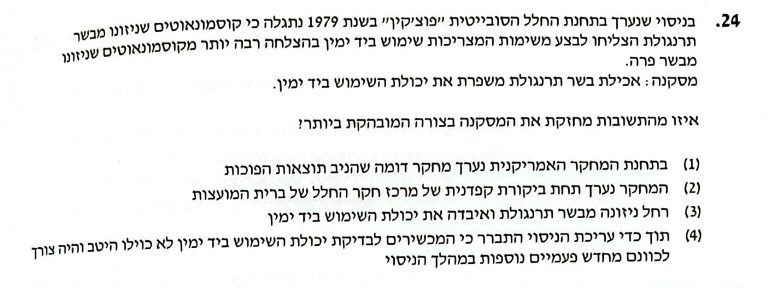 24. בניסוי שנערך בתחנת החלל הסובייטית "פוצ'קין" בשנת 1979 נתגלה כי קוסמונאוטים שניזונו מבשר
תרנגולת הצליחו לבצע משימות המצריכות שימוש ביד ימין בהצלחה רבה יותר מקוסמונאוטים שניזונו
מבשר פרה.
מסקנה: אכילת בשר תרנגולת משפרת את יכולת השימוש ביד ימין.
איזו מהתשובות מחזקת את המסקנה בצורה המובהקת ביותר?
(1) בתחנת המחקר האמריקנית נערך מחקר דומה שהניב תוצאות הפוכות
(2) המחקר נערך תחת ביקורת קפדנית של מרכז חקר החלל של ברית המועצות
(3) רחל ניזונה מבשר תרנגולת ואיבדה את יכולת השימוש ביד ימין
(4) תוך כדי עריכת הניסוי התברר כי המכשירים לבדיקת יכולת השימוש ביד ימין לא כוילו היטב והיה צורך
לכוונם מחדש פעמיים נוספות במהלך הניסוי